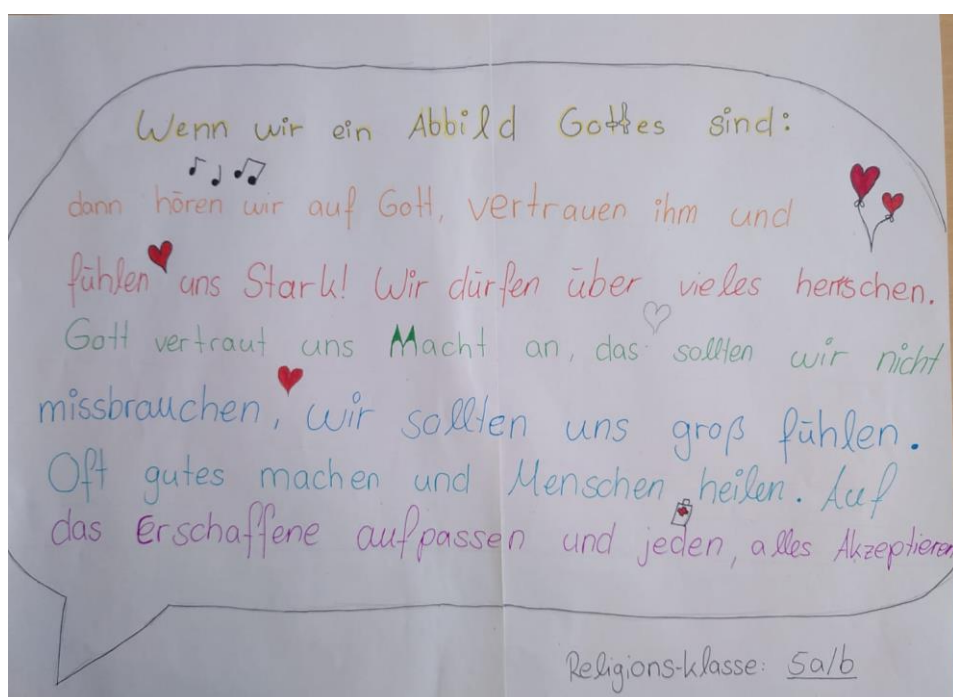 Wenn wir ein Abbild Gottes sind:
dann hören wir auf Gott, vertrauen ihm und
fühlen uns Stark! Wir dürfen über vieles herrschen.
Gott vertraut uns Macht an, das sollten wir nicht
missbrauchen, wir sollten uns groß fühlen.
Oft gutes machen und Menschen heilen. Auf
das Erschaffene aufpassen und jeden, alles Akzeptieren
Religions-klasse: 5a/b